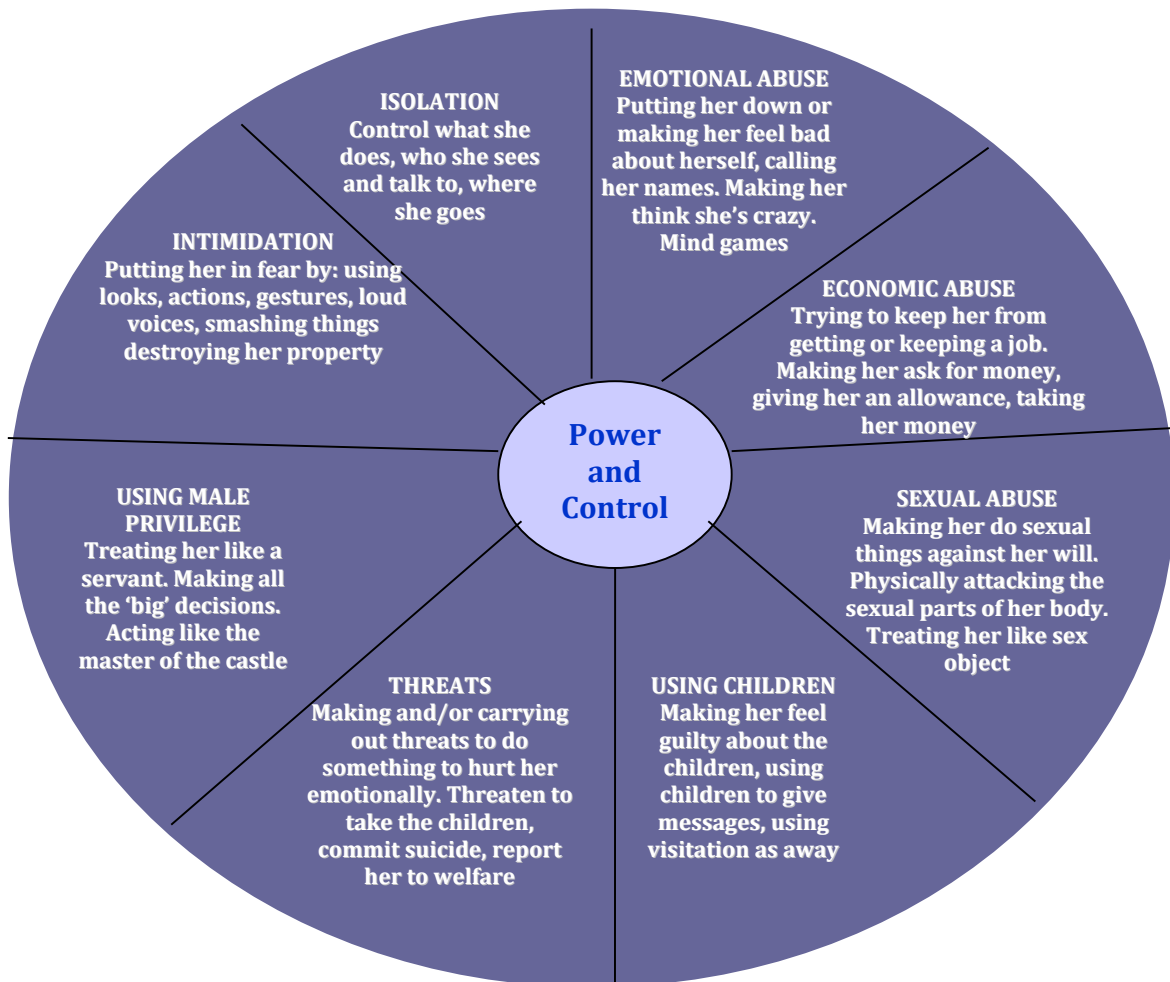 EMOTIONAL ABUSE
Putting her down or
making her feel bad
about herself, calling
her names. Making her
think she’s crazy.
Mind games
ISOLATION
Control what she
does, who she sees
and talk to, where
she goes
INTIMIDATION
Putting her in fear by: using
looks, actions, gestures, loud
voices, smashing things
destroying her property
ECONOMIC ABUSE
Trying to keep her from
getting or keeping a job.
Making her ask for money,
giving her an allowance, taking
her money
Power
and
Control
USING MALE
PRIVILEGE
Treating her like a
servant. Making all
the ‘big’ decisions.
Acting like the
master of the castle
SEXUAL ABUSE
Making her do sexual
things against her will.
Physically attacking the
sexual parts of her body.
Treating her like sex
object
THREATS
Making and/or carrying
out threats to do
something to hurt her
emotionally. Threaten to
take the children,
commit suicide, report
her to welfare
USING CHILDREN
Making her feel
guilty about the
children, using
children to give
messages, using
visitation as away